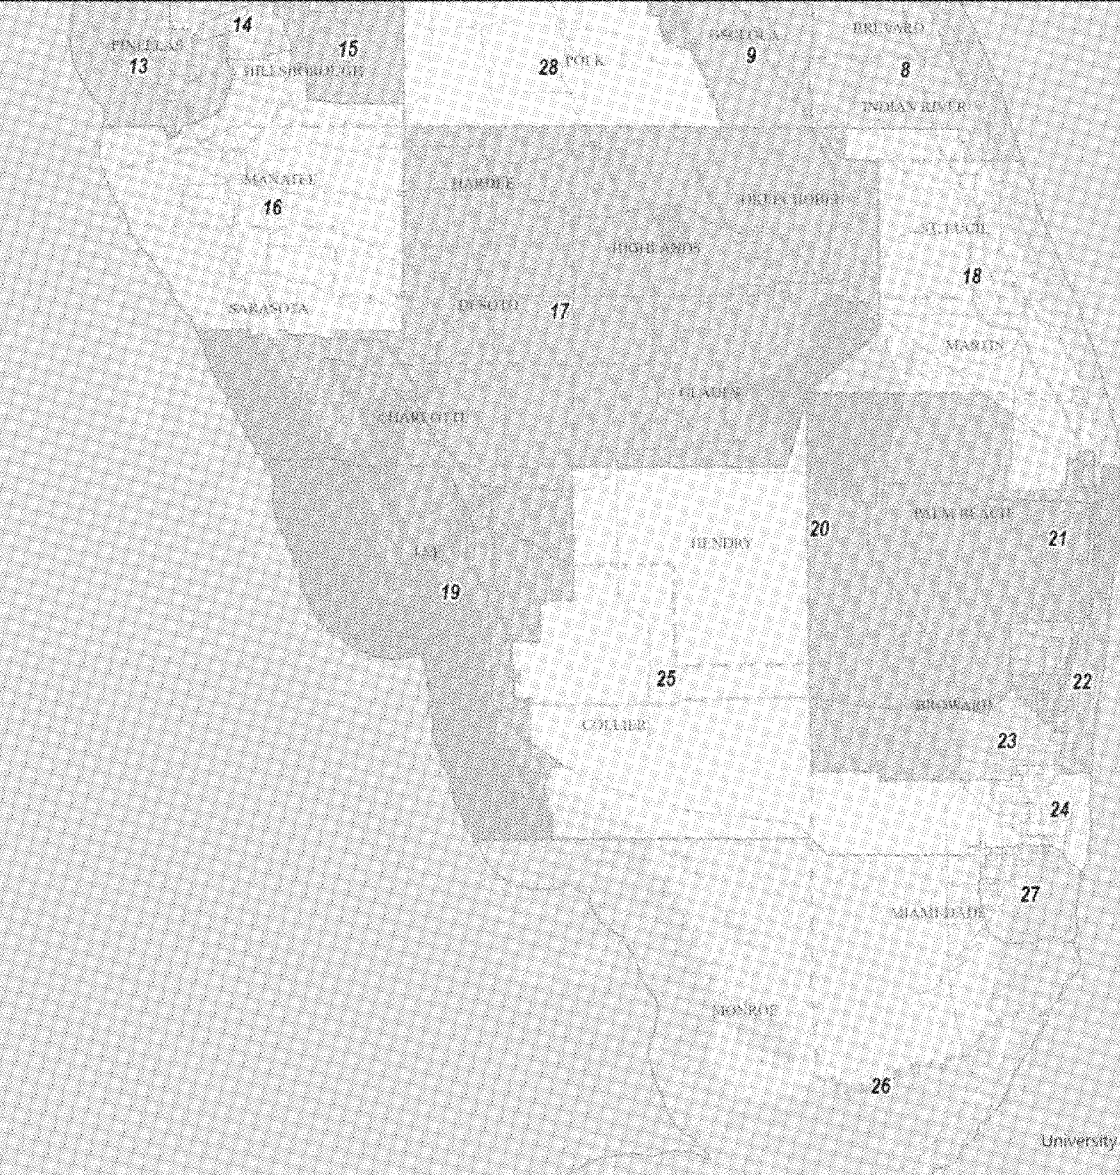 14
PINELLAS
15
OSCEOLA
BREVARD
13
HILLSBOROUGH
28
POLK
9
8
INDIAN RIVER
MANATEE
HARDEE
OKEECHOBEE
16
ST. LUCIE
HIGHLANDS
18
SARASOTA
DESOTO
17
MARTIN
GLADES
CHARLOTTE
PALM BEACH
20
21
HENDRY
LEE
19
25
22
BROWARD
COLLIER
23
24
27
MIAMI-DADE
MONROE
26
University